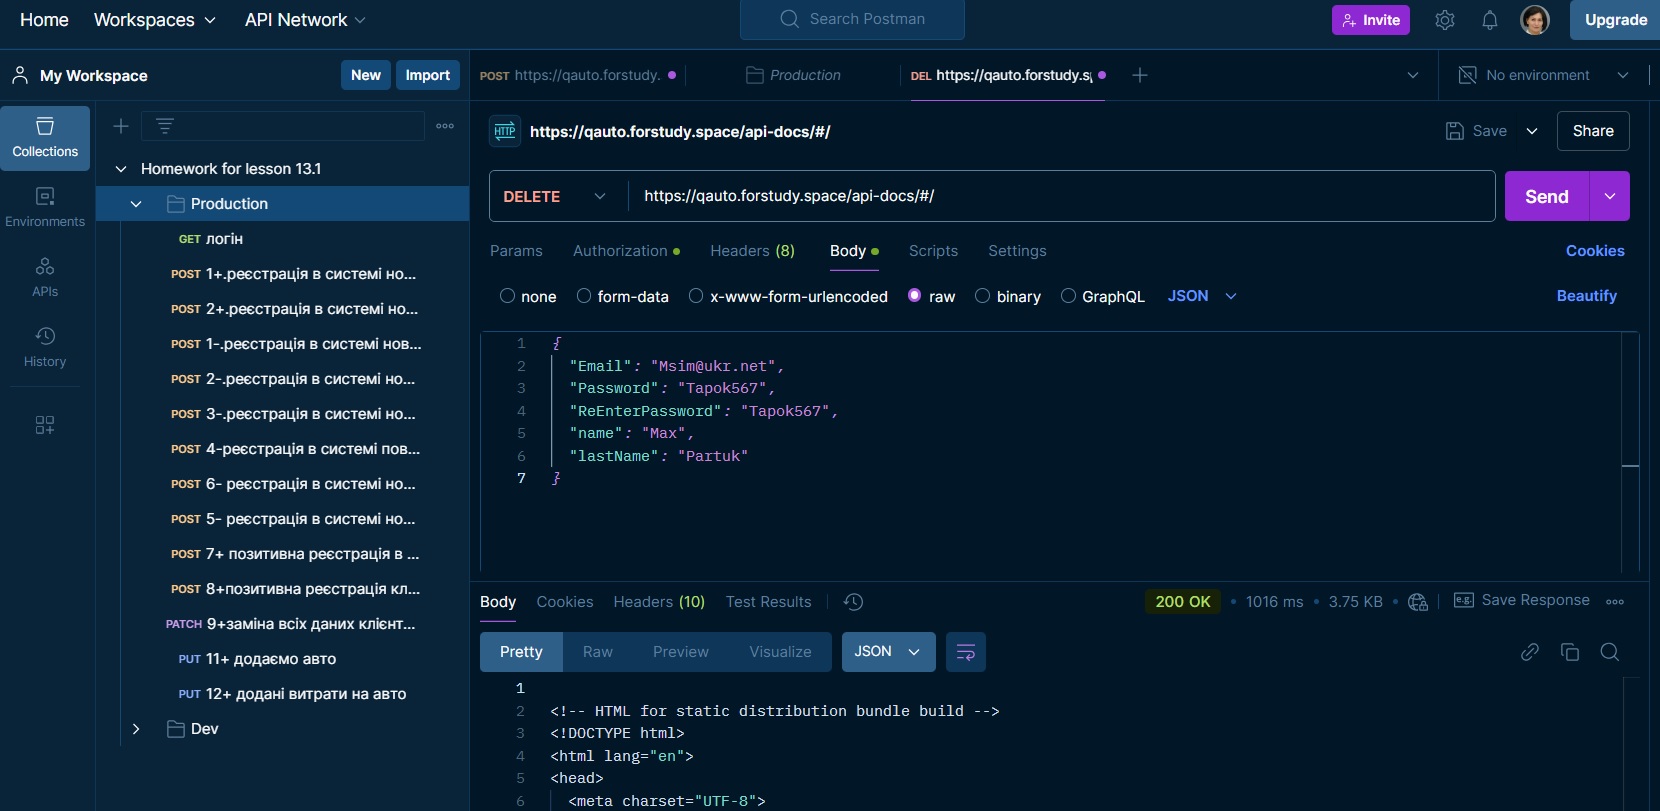 Home Workspaces API Network Search Postman Invite Upgrade
My Workspace New Import
POST https://qauto.forstudy. Production DEL https://qauto.forstudy.s No environment
Collections
Environments
APIs
History
Homework for lesson 13.1
Production
GET логін
POST 1+.реєстрація в системі но...
POST 2+.реєстрація в системі но...
POST 1-.реєстрація в системі нов...
POST 2-.реєстрація в системі но...
POST 3-.реєстрація в системі но...
POST 4-реєстрація в системі пов...
POST 6- реєстрація в системі но...
POST 5- реєстрація в системі но...
POST 7+ позитивна реєстрація в ...
POST 8+позитивна реєстрація кл...
PATCH 9+заміна всіх даних клієнт...
PUT 11+ додаємо авто
PUT 12+ додані витрати на авто
Dev
HTTP https://qauto.forstudy.space/api-docs/#/ Save Share
DELETE https://qauto.forstudy.space/api-docs/#/ Send
Params Authorization Headers (8) Body Scripts Settings Cookies
none form-data x-www-form-urlencoded raw binary GraphQL JSON Beautify
1 {
2 "Email": "Msim@ukr.net",
3 "Password": "Tapok567",
4 "ReEnterPassword": "Tapok567",
5 "name": "Max",
6 "lastName": "Partuk"
7 }
Body Cookies Headers (10) Test Results 200 OK 1016 ms 3.75 KB e.g. Save Response
Pretty Raw Preview Visualize JSON
1
2 <!-- HTML for static distribution bundle build -->
3 <!DOCTYPE html>
4 <html lang="en">
5 <head>
6 <meta charset="UTF-8">